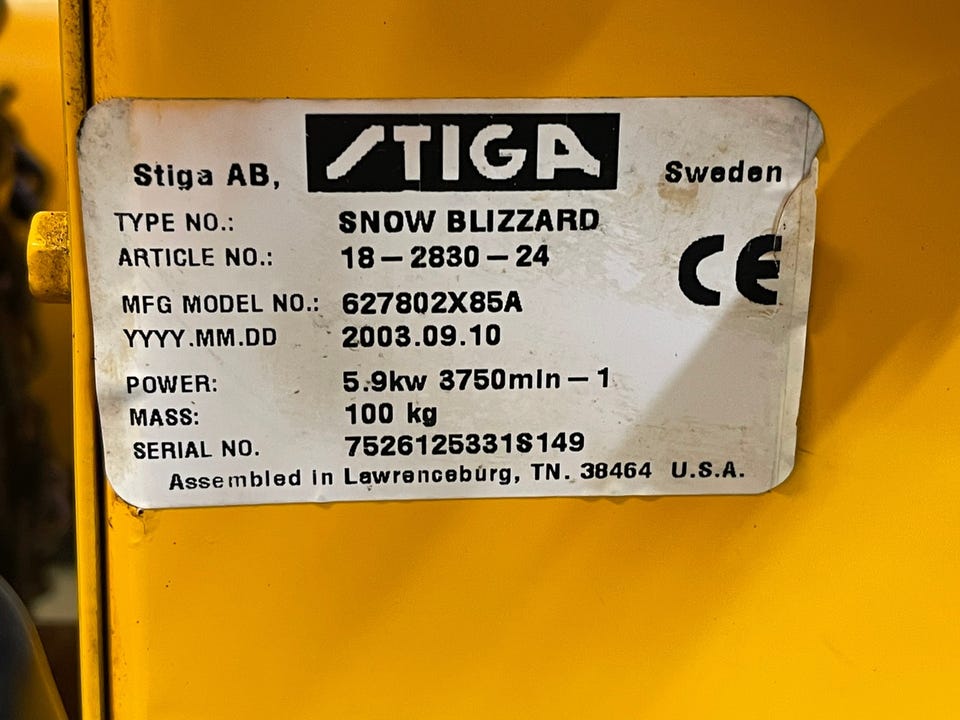 STIGA
Stiga AB, Sweden
TYPE NO.: SNOW BLIZZARD
ARTICLE NO.: 18-2830-24
CE
MFG MODEL NO.: 627802X85A
YYYY.MM.DD 2003.09.10
POWER: 5.9kw 3750min-1
MASS: 100 kg
SERIAL NO. 7526125331S149
Assembled in Lawrenceburg, TN. 38464 U.S.A.